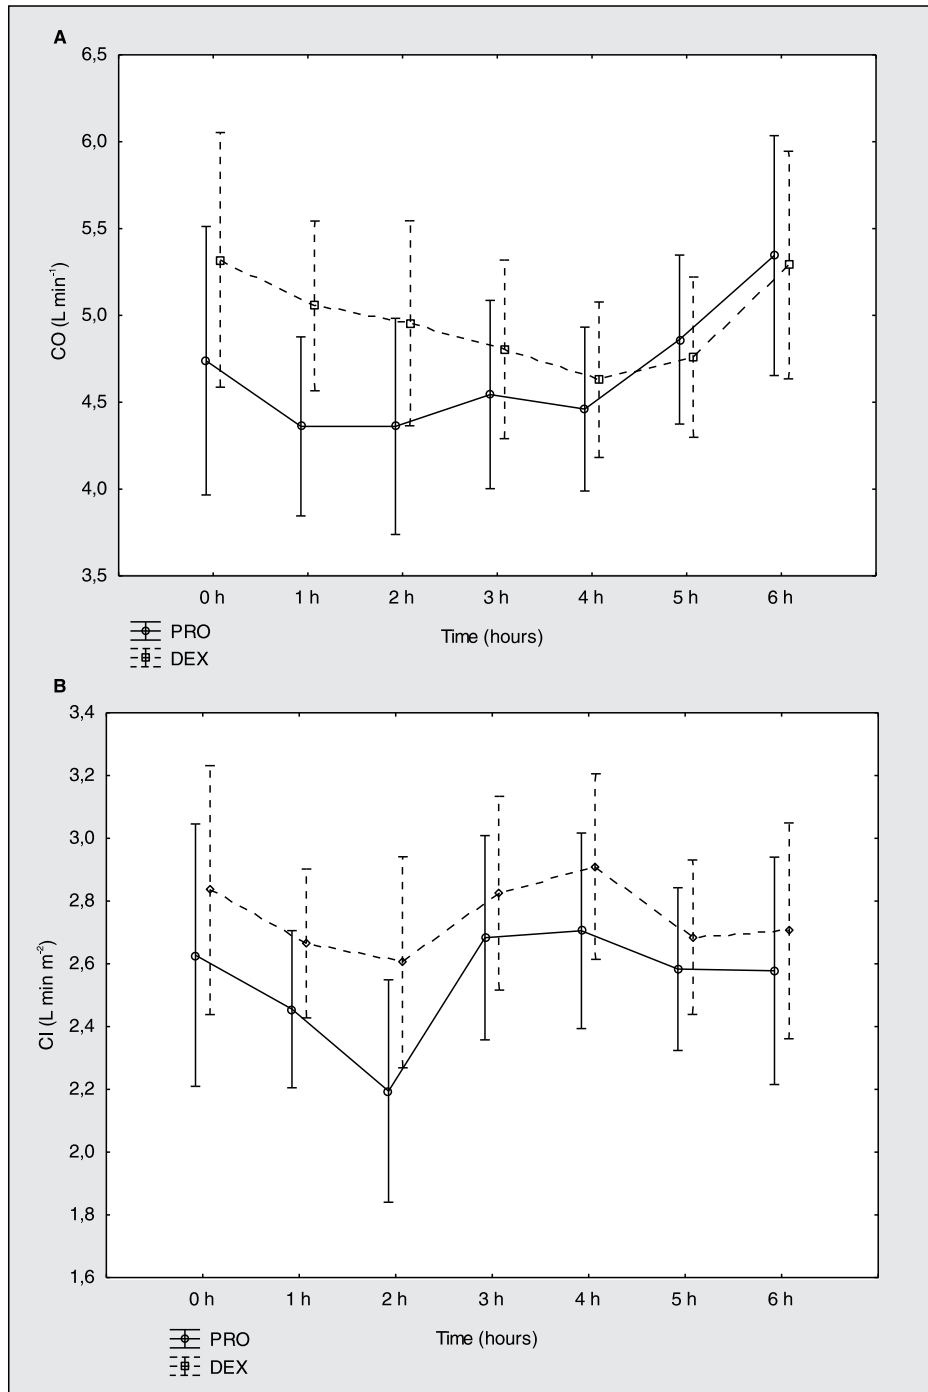 A
6,5
6,0
5,5
5,0
4,5
4,0
3,5
CO (L min⁻¹)
0 h 1 h 2 h 3 h 4 h 5 h 6 h
Time (hours)
PRO
DEX
B
3,4
3,2
3,0
2,8
2,6
2,4
2,2
2,0
1,8
1,6
CI (L min m⁻²)
0 h 1 h 2 h 3 h 4 h 5 h 6 h
Time (hours)
PRO
DEX